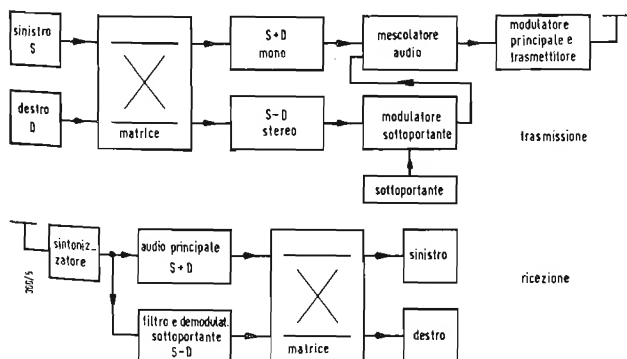 sinistro
S
destro
D
matrice
S+D
mono
S-D
stereo
mescolatore
audio
modulatore
sottoportante
sottoportante
modulatore
principale e
trasmettitore
trasmissione
sintoniz_
zatore
audio principale
S+D
filtro e demodulat.
sottoportante
S-D
matrice
sinistro
destro
ricezione